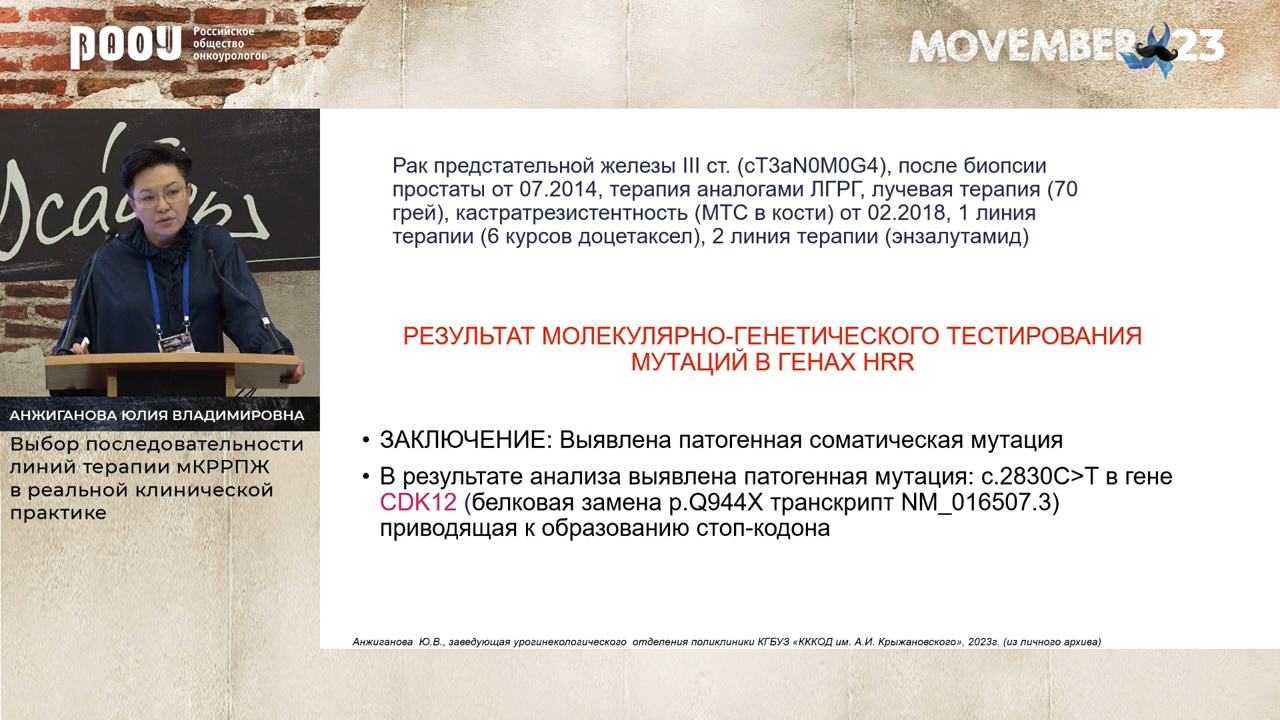 РООУ
Российское
общество
онкоурологов
MOVEMBER 23
Рак предстательной железы III ст. (cT3aN0M0G4), после биопсии
простаты от 07.2014, терапия аналогами ЛГРГ, лучевая терапия (70
грей), кастратрезистентность (МТС в кости) от 02.2018, 1 линия
терапии (6 курсов доцетаксел), 2 линия терапии (энзалутамид)
РЕЗУЛЬТАТ МОЛЕКУЛЯРНО-ГЕНЕТИЧЕСКОГО ТЕСТИРОВАНИЯ
МУТАЦИЙ В ГЕНАХ HRR
• ЗАКЛЮЧЕНИЕ: Выявлена патогенная соматическая мутация
• В результате анализа выявлена патогенная мутация: c.2830C>T в гене
CDK12 (белковая замена p.Q944X транскрипт NM_016507.3)
приводящая к образованию стоп-кодона
Анжиганова Ю.В., заведующая урогинекологического отделения поликлиники КГБУЗ «КККОД им. А.И. Крыжановского», 2023г. (из личного архива)
АНЖИГАНОВА ЮЛИЯ ВЛАДИМИРОВНА
Выбор последовательности
линий терапии мКРРПЖ
в реальной клинической
практике